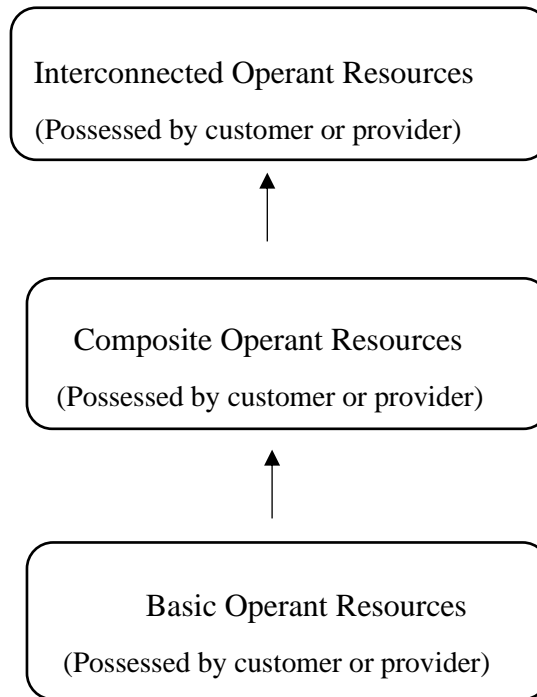 Interconnected Operant Resources
(Possessed by customer or provider)
Composite Operant Resources
(Possessed by customer or provider)
Basic Operant Resources
(Possessed by customer or provider)